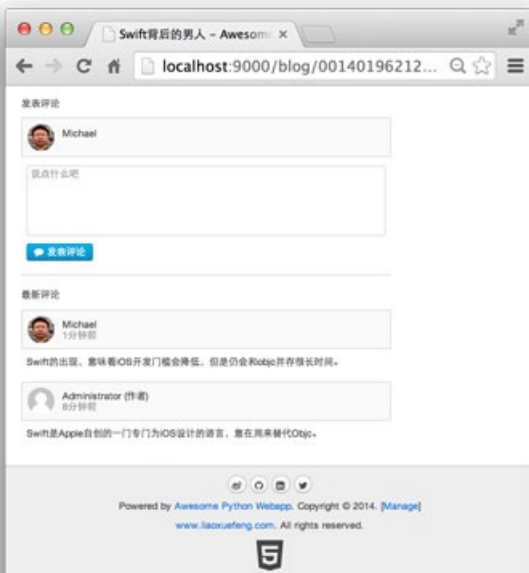 Swift背后的男人 - Awesom
localhost:9000/blog/00140196212...
发表评论
Michael
说点什么吧
发表评论
最新评论
Michael
1分钟前
Swift的出现，意味着iOS开发门槛会降低，但是仍会和objc并存很长时间。
Administrator (作者)
8分钟前
Swift是Apple自创的一门专门为iOS设计的语言，意在用来替代Objc。
Powered by Awesome Python Webapp. Copyright © 2014. [Manage]
www.liaoxuefeng.com. All rights reserved.